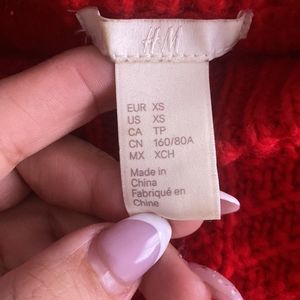 H&M
EUR XS
US XS
CA TP
CN 160/80A
MX XCH
Made in
China
Fabriqué en
Chine